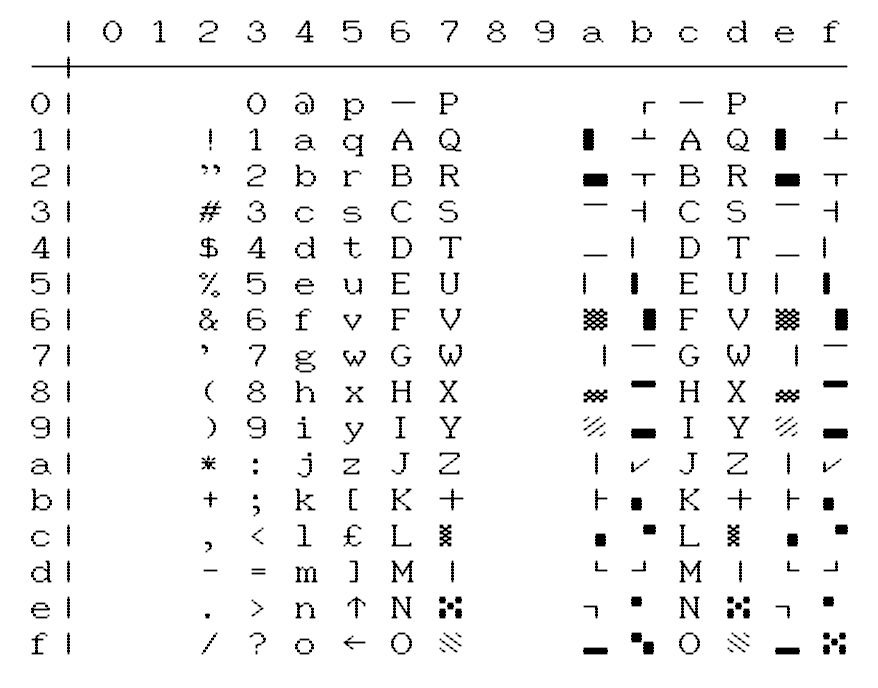 | 0 1 2 3 4 5 6 7 8 9 a b c d e f
0 | 0 @ p ─ P ┌ ─ P ┌
1 | ! 1 a q A Q ▌ ┴ A Q ▌ ┴
2 | " 2 b r B R ▄ ┬ B R ▄ ┬
3 | # 3 c s C S ▔ ┤ C S ▔ ┤
4 | $ 4 d t D T ▁ ▏ D T ▁ ▏
5 | % 5 e u E U ▏ ▍ E U ▏ ▍
6 | & 6 f v F V ▒ ▐ F V ▒ ▐
7 | ' 7 g w G W ▕ ▔ G W ▕ ▔
8 | ( 8 h x H X 🮏 🮂 H X 🮏 🮂
9 | ) 9 i y I Y 🮙 ▃ I Y 🮙 ▃
a | * : j z J Z ▕ ✓ J Z ▕ ✓
b | + ; k [ K ┼ ├ ▖ K ┼ ├ ▖
c | , < l £ L 🮌 ▗ ▝ L 🮌 ▗ ▝
d | - = m ] M │ └ ┘ M │ └ ┘
e | . > n ↑ N 🮕 ┐ ▘ N 🮕 ┐ ▘
f | / ? o ← O 🮘 ▂ ▚ O 🮘 ▂ 🮕